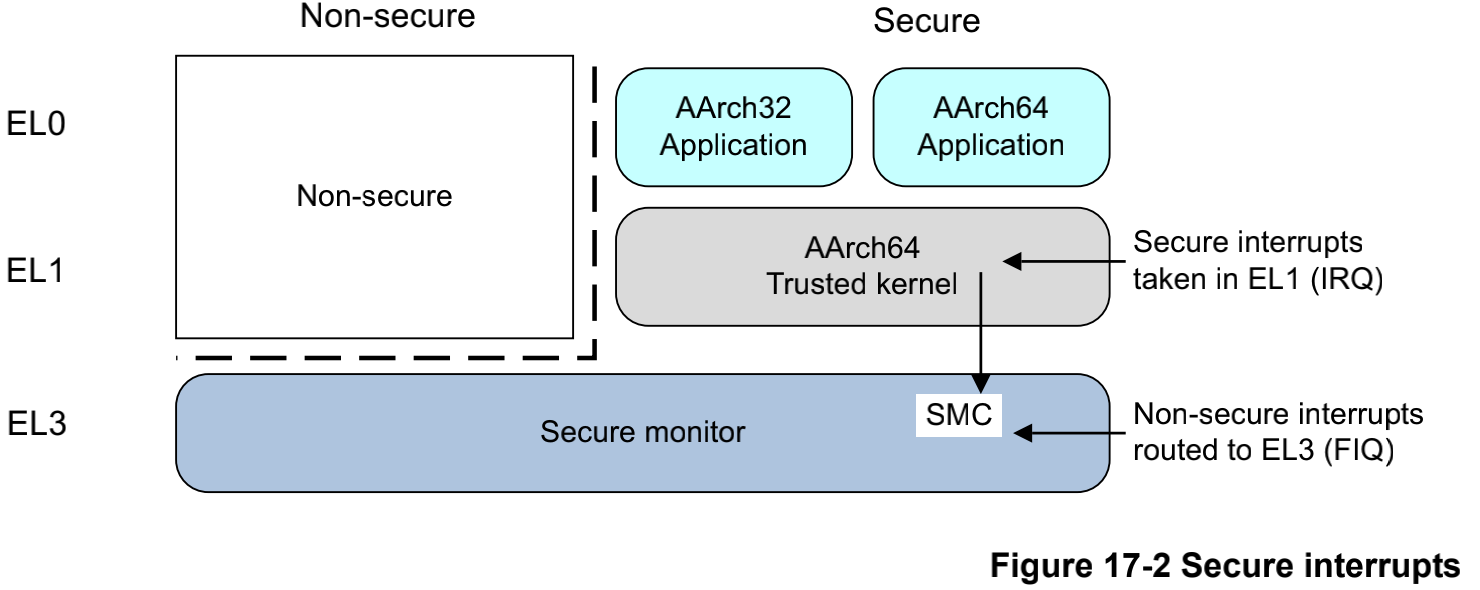 Non-secure
Secure
EL0
AArch32
Application
AArch64
Application
Non-secure
EL1
AArch64
Trusted kernel
Secure interrupts
taken in EL1 (IRQ)
EL3
Secure monitor
SMC
Non-secure interrupts
routed to EL3 (FIQ)
Figure 17-2 Secure interrupts